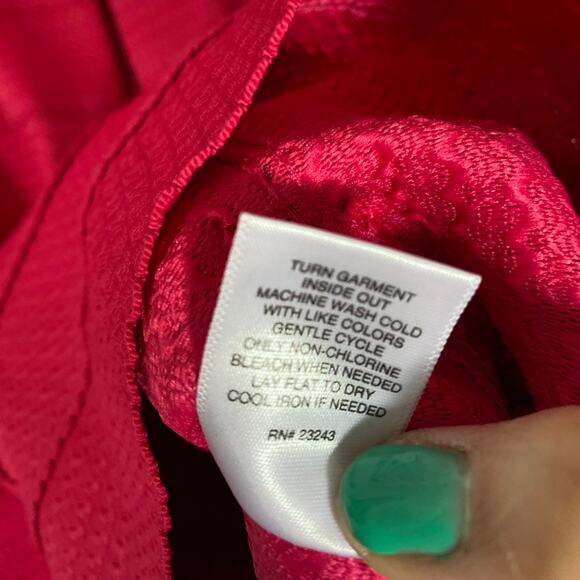 TURN GARMENT
INSIDE OUT
MACHINE WASH COLD
WITH LIKE COLORS
GENTLE CYCLE
ONLY NON-CHLORINE
BLEACH WHEN NEEDED
LAY FLAT TO DRY
COOL IRON IF NEEDED
RN# 23243